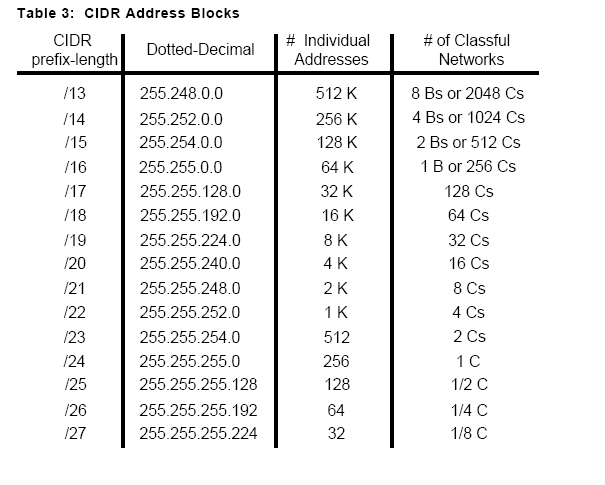 Table 3: CIDR Address Blocks
CIDR prefix-length Dotted-Decimal # Individual Addresses # of Classful Networks
/13 255.248.0.0 512 K 8 Bs or 2048 Cs
/14 255.252.0.0 256 K 4 Bs or 1024 Cs
/15 255.254.0.0 128 K 2 Bs or 512 Cs
/16 255.255.0.0 64 K 1 B or 256 Cs
/17 255.255.128.0 32 K 128 Cs
/18 255.255.192.0 16 K 64 Cs
/19 255.255.224.0 8 K 32 Cs
/20 255.255.240.0 4 K 16 Cs
/21 255.255.248.0 2 K 8 Cs
/22 255.255.252.0 1 K 4 Cs
/23 255.255.254.0 512 2 Cs
/24 255.255.255.0 256 1 C
/25 255.255.255.128 128 1/2 C
/26 255.255.255.192 64 1/4 C
/27 255.255.255.224 32 1/8 C